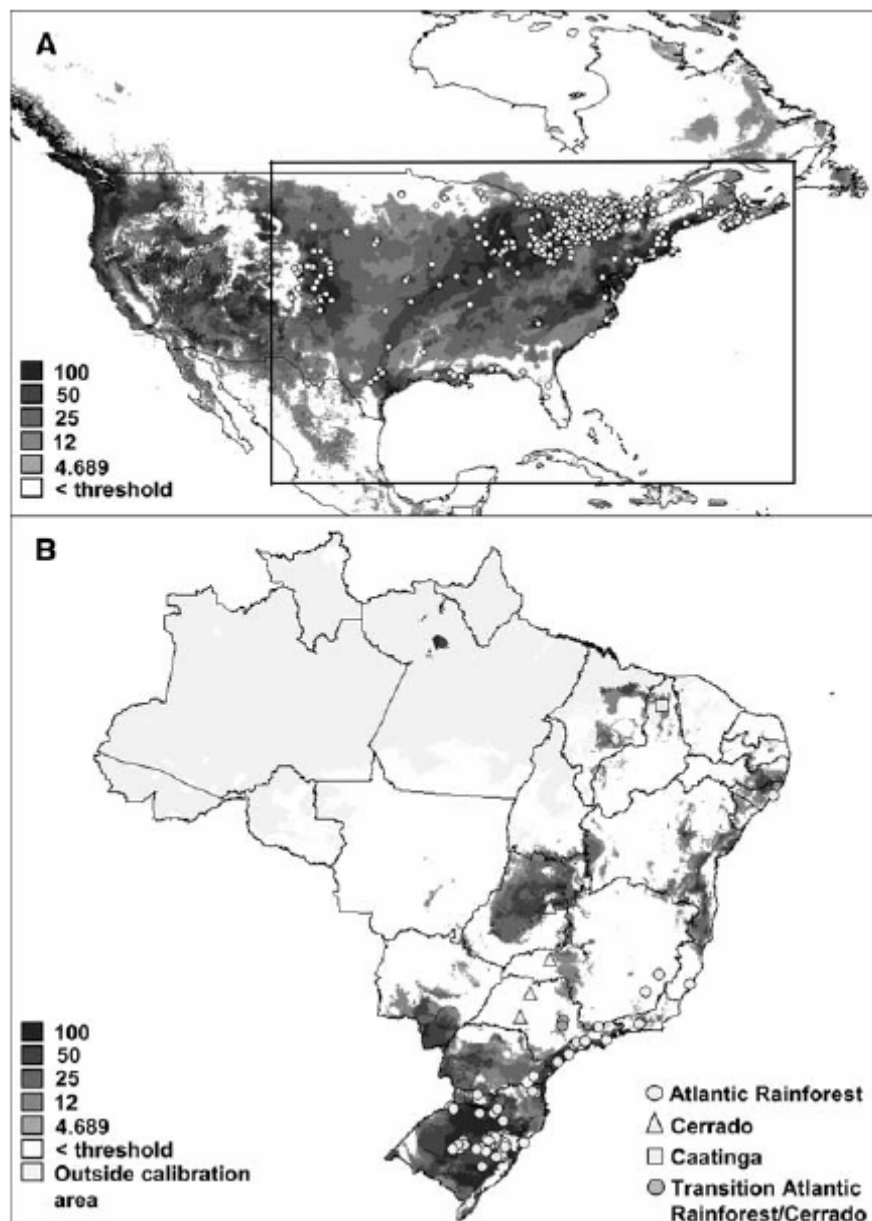 A
100
50
25
12
4.689
< threshold
B
100
50
25
12
4.689
< threshold
Outside calibration
area
Atlantic Rainforest
Cerrado
Caatinga
Transition Atlantic
Rainforest/Cerrado